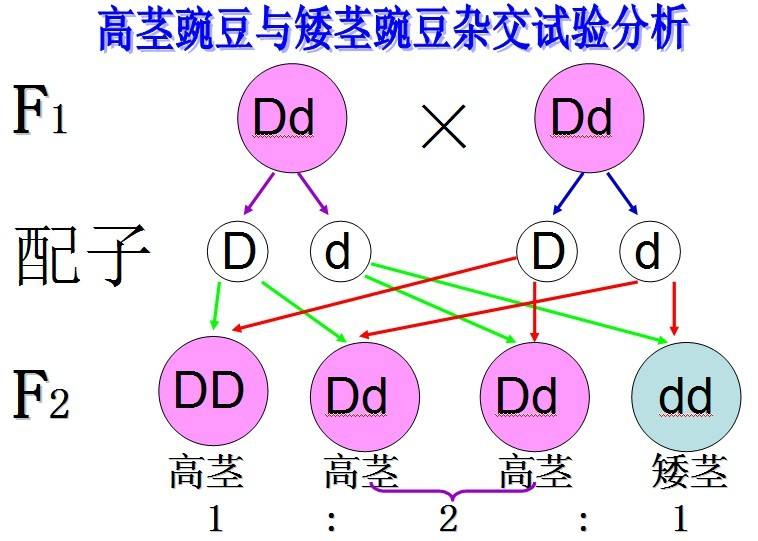 高茎豌豆与矮茎豌豆杂交试验分析
F1 Dd × Dd
配子 D d D d
F2 DD Dd Dd dd
高茎 高茎 高茎 矮茎
1 : 2 : 1